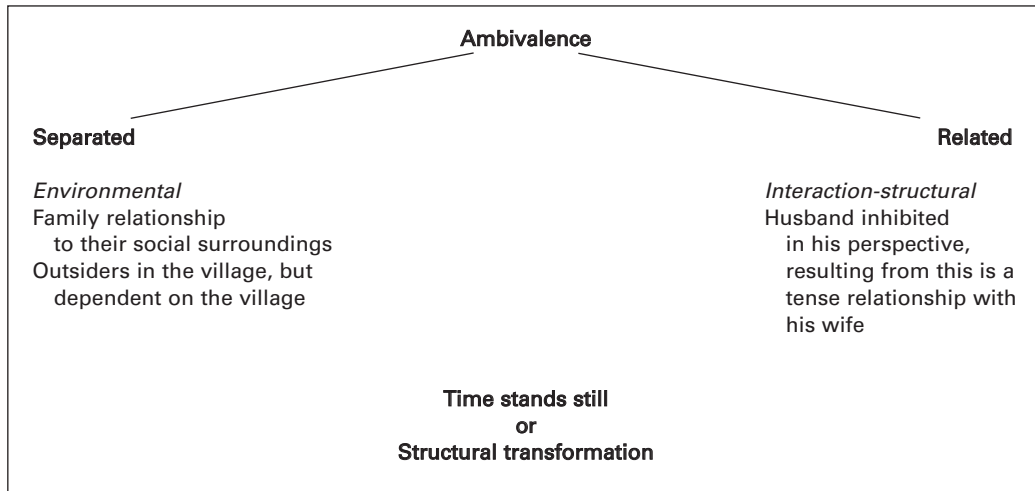 Ambivalence
Separated
Related
Environmental
Family relationship
to their social surroundings
Outsiders in the village, but
dependent on the village
Interaction-structural
Husband inhibited
in his perspective,
resulting from this is a
tense relationship with
his wife
Time stands still
or
Structural transformation